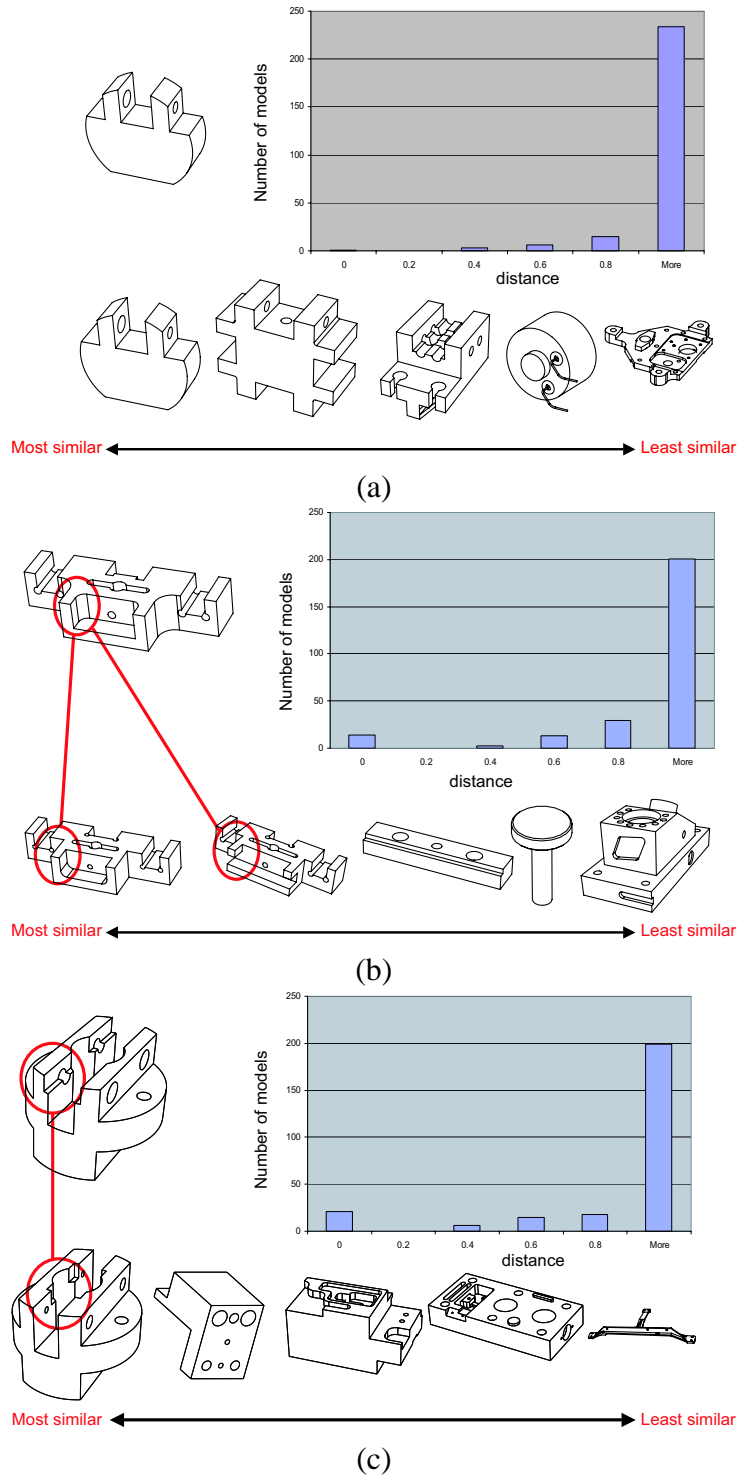 250
200
150
100
50
0
Number of models
0 0.2 0.4 0.6 0.8 More
distance
Most similar Least similar
(a)
250
200
150
100
50
0
Number of models
0 0.2 0.4 0.6 0.8 More
distance
Most similar Least similar
(b)
250
200
150
100
50
0
Number of models
0 0.2 0.4 0.6 0.8 More
distance
Most similar Least similar
(c)